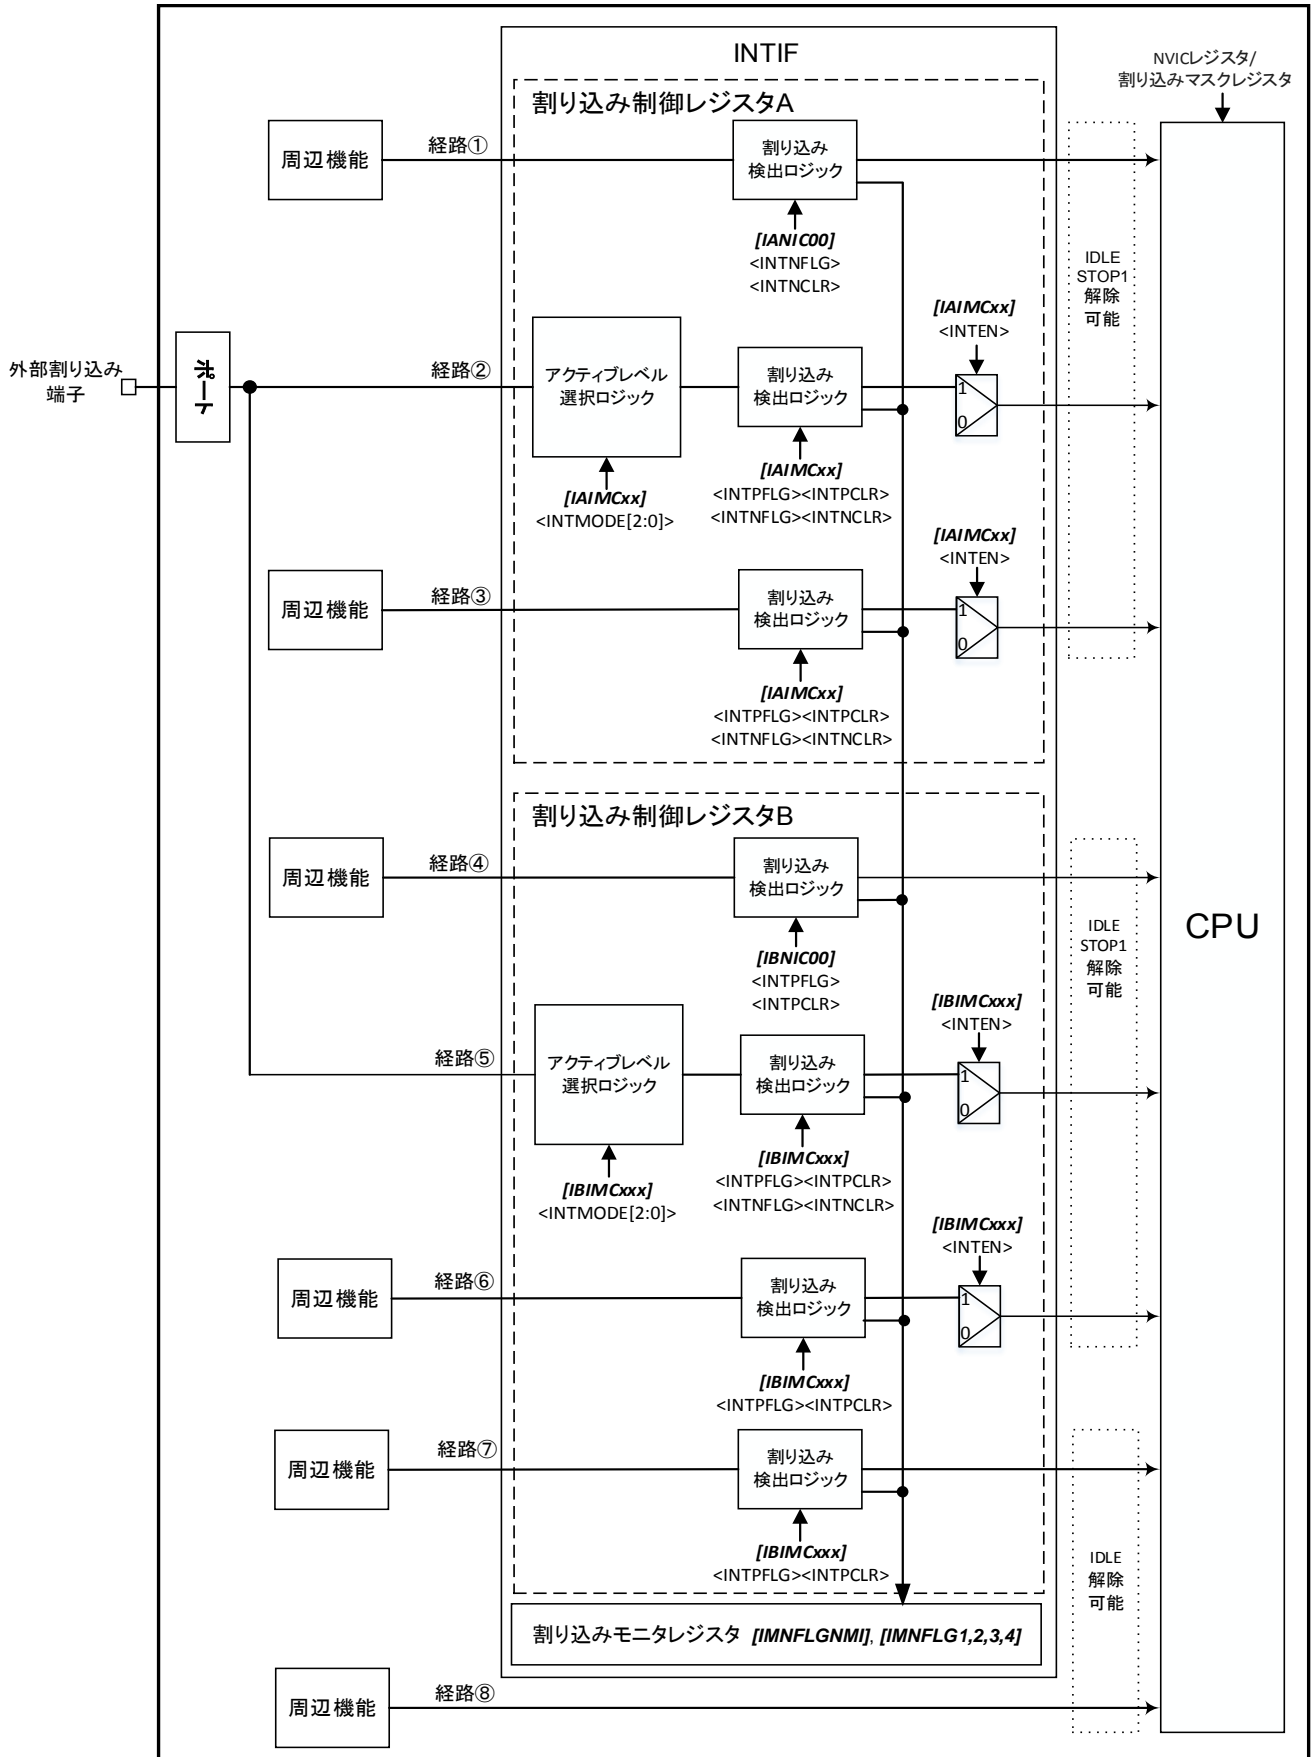 INTIF
NVICレジスタ/
割り込みマスクレジスタ
割り込み制御レジスタA
周辺機能
経路①
割り込み
検出ロジック
[IANIC00]
<INTNFLG>
<INTNCLR>
IDLE
STOP1
解除
可能
外部割り込み
端子
ポート
経路②
アクティブレベル
選択ロジック
[IAIMCxx]
<INTMODE[2:0]>
割り込み
検出ロジック
[IAIMCxx]
<INTPFLG><INTPCLR>
<INTNFLG><INTNCLR>
[IAIMCxx]
<INTEN>
1
0
周辺機能
経路③
割り込み
検出ロジック
[IAIMCxx]
<INTPFLG><INTPCLR>
<INTNFLG><INTNCLR>
[IAIMCxx]
<INTEN>
1
0
割り込み制御レジスタB
周辺機能
経路④
割り込み
検出ロジック
[IBNIC00]
<INTPFLG>
<INTPCLR>
IDLE
STOP1
解除
可能
CPU
経路⑤
アクティブレベル
選択ロジック
[IBIMCxxx]
<INTMODE[2:0]>
割り込み
検出ロジック
[IBIMCxxx]
<INTPFLG><INTPCLR>
<INTNFLG><INTNCLR>
[IBIMCxxx]
<INTEN>
1
0
周辺機能
経路⑥
割り込み
検出ロジック
[IBIMCxxx]
<INTPFLG><INTPCLR>
[IBIMCxxx]
<INTEN>
1
0
周辺機能
経路⑦
割り込み
検出ロジック
[IBIMCxxx]
<INTPFLG><INTPCLR>
IDLE
解除
可能
割り込みモニタレジスタ [IMNFLGNMI], [IMNFLG1,2,3,4]
周辺機能
経路⑧